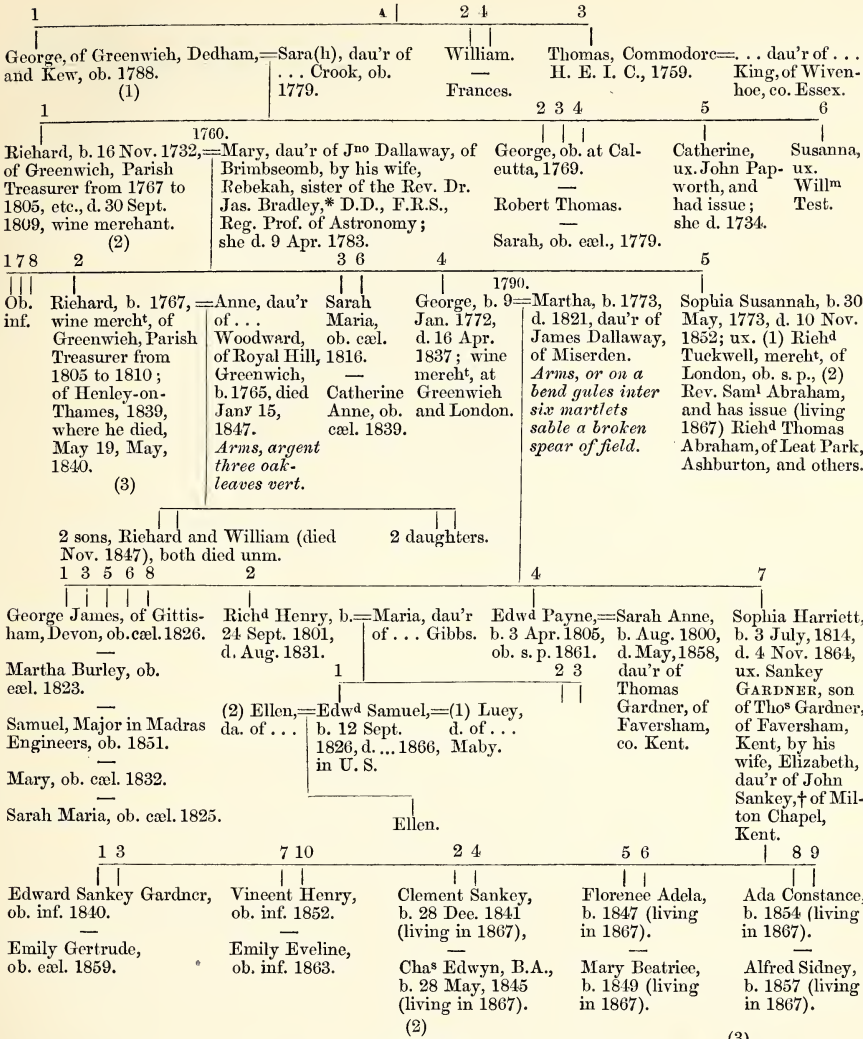 1 4 2 4 3
George, of Greenwich, Dedham,=Sara(h), dau'r of
and Kew, ob. 1788. . . . Crook, ob.
(1) 1779.
William.
—
Frances.
Thomas, Commodore=. . . dau'r of . . .
H. E. I. C., 1759. King, of Wiven-
hoe, co. Essex.
1 2 3 4 5 6
1760.
Richard, b. 16 Nov. 1732,=Mary, dau'r of Jno Dallaway, of
of Greenwich, Parish Brimbscomb, by his wife,
Treasurer from 1767 to Rebekah, sister of the Rev. Dr.
1805, etc., d. 30 Sept. Jas. Bradley,* D.D., F.R.S.,
1809, wine merchant. Reg. Prof. of Astronomy;
(2) she d. 9 Apr. 1783.
George, ob. at Cal-
cutta, 1769.
—
Robert Thomas.
—
Sarah, ob. cæl., 1779.
Catherine,
ux. John Pap-
worth, and
had issue;
she d. 1734.
Susanna,
ux.
Willm
Test.
1 7 8 2 3 6 4 5
1790.
Ob.
inf.
Richard, b. 1767,=Anne, dau'r
wine mercht, of of . . .
Greenwich, Parish Woodward,
Treasurer from of Royal Hill,
1805 to 1810; Greenwich,
of Henley-on- b. 1765, died
Thames, 1839, Jany 15,
where he died, 1847.
May 19, May, Arms, argent
1840. three oak-
(3) leaves vert.
Sarah
Maria,
ob. cæl.
1816.
—
Catherine
Anne, ob.
cæl. 1839.
George, b. 9=Martha, b. 1773,
Jan. 1772, d. 1821, dau'r of
d. 16 Apr. James Dallaway,
1837; wine of Miserden.
mercht, at Arms, or on a
Greenwich bend gules inter
and London. six martlets
sable a broken
spear of field.
Sophia Susannah, b. 30
May, 1773, d. 10 Nov.
1852; ux. (1) Richd
Tuckwell, mercht, of
London, ob. s. p., (2)
Rev. Saml Abraham,
and has issue (living
1867) Richd Thomas
Abraham, of Leat Park,
Ashburton, and others.
2 sons, Richard and William (died
Nov. 1847), both died unm.
2 daughters.
1 3 5 6 8 2 4 7
George James, of Gittis-
ham, Devon, ob. cæl. 1826.
—
Martha Burley, ob.
cæl. 1823.
—
Samuel, Major in Madras
Engineers, ob. 1851.
—
Mary, ob. cæl. 1832.
—
Sarah Maria, ob. cæl. 1825.
Richd Henry, b.=Maria, dau'r
24 Sept. 1801, of . . . Gibbs.
d. Aug. 1831.
1 2 3
(2) Ellen,=Edwd Samuel,=(1) Lucy,
da. of . . . b. 12 Sept. d. of . . .
1826, d. ... 1866, Maby.
in U. S.
Ellen.
Edwd Payne,=Sarah Anne,
b. 3 Apr. 1805, b. Aug. 1800,
ob. s. p. 1861. d. May, 1858,
dau'r of
Thomas
Gardner, of
Faversham,
co. Kent.
Sophia Harriett,
b. 3 July, 1814,
d. 4 Nov. 1864,
ux. Sankey
GARDNER, son
of Thos Gardner,
of Faversham,
Kent, by his
wife, Elizabeth,
dau'r of John
Sankey,† of Mil-
ton Chapel,
Kent.
1 3 7 10 2 4 5 6 8 9
Edward Sankey Gardner,
ob. inf. 1840.
—
Emily Gertrude,
ob. cæl. 1859.
Vincent Henry,
ob. inf. 1852.
—
Emily Eveline,
ob. inf. 1863.
Clement Sankey,
b. 28 Dec. 1841
(living in 1867),
—
Chas Edwyn, B.A.,
b. 28 May, 1845
(living in 1867).
(2)
Florence Adela,
b. 1847 (living
in 1867).
—
Mary Beatrice,
b. 1849 (living
in 1867).
Ada Constance,
b. 1854 (living
in 1867).
—
Alfred Sidney,
b. 1857 (living
in 1867).
(3)